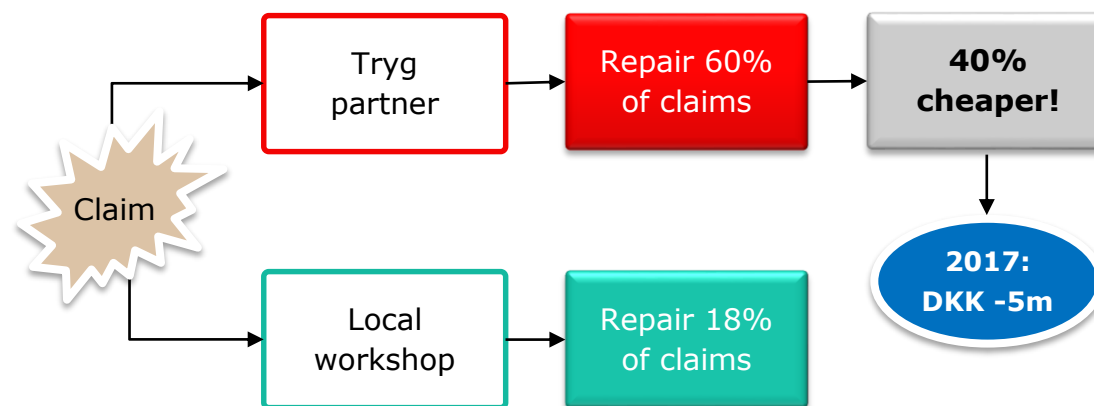 Tryg
partner
Repair 60%
of claims
40%
cheaper!
Claim
2017:
DKK -5m
Local
workshop
Repair 18%
of claims